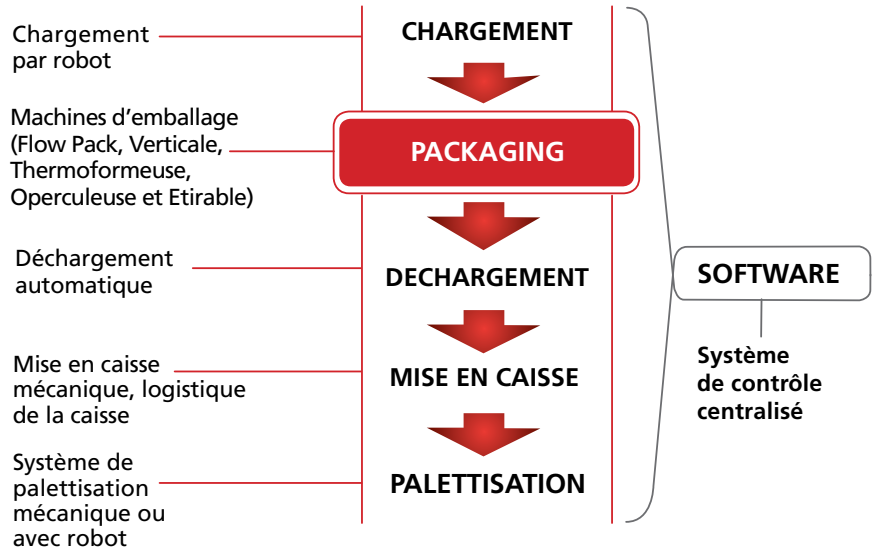 Chargement
par robot
CHARGEMENT
Machines d'emballage
(Flow Pack, Verticale,
Thermoformeuse,
Operculeuse et Etirable)
PACKAGING
Déchargement
automatique
DECHARGEMENT
Mise en caisse
mécanique, logistique
de la caisse
MISE EN CAISSE
Système de
palettisation
mécanique ou
avec robot
PALETTISATION
SOFTWARE
Système
de contrôle
centralisé